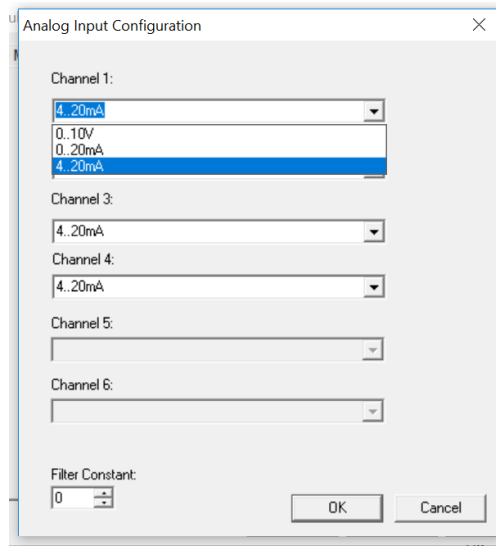 Analog Input Configuration
Channel 1:
4..20mA
0..10V
0..20mA
4..20mA
Channel 3:
4..20mA
Channel 4:
4..20mA
Channel 5:
Channel 6:
Filter Constant:
0
OK
Cancel